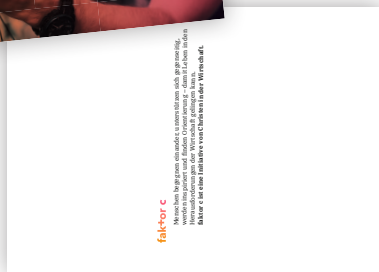 faktor c
Menschen begegnen einander, unterstützen sich gegenseitig,
werden inspiriert und finden Orientierung – damit Leben in den
Herausforderungen der Wirtschaft gelingen kann.
faktor c ist eine Initiative von Christen in der Wirtschaft.